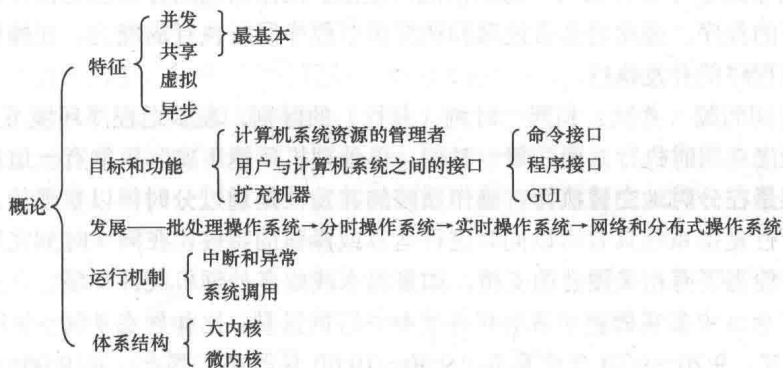 概论
特征
并发
共享
最基本
虚拟
异步
目标和功能
计算机系统资源的管理者
用户与计算机系统之间的接口
命令接口
程序接口
GUI
扩充机器
发展 批处理操作系统→分时操作系统→实时操作系统→网络和分布式操作系统
运行机制
中断和异常
系统调用
体系结构
大内核
微内核